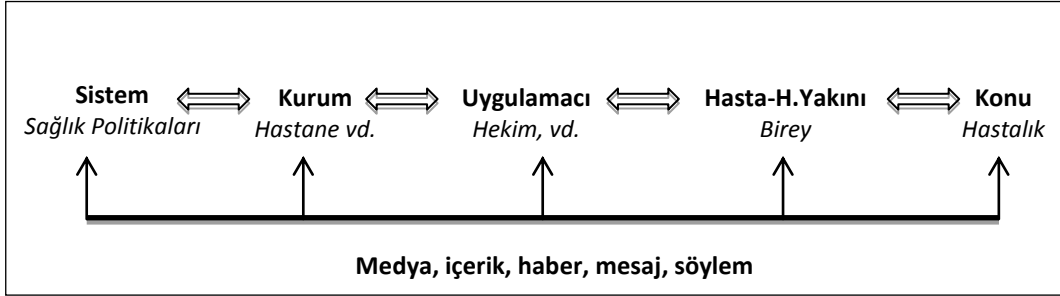 Sistem Kurum Uygulamacı Hasta-H.Yakını Konu
Sağlık Politikaları Hastane vd. Hekim, vd. Birey Hastalık
Medya, içerik, haber, mesaj, söylem